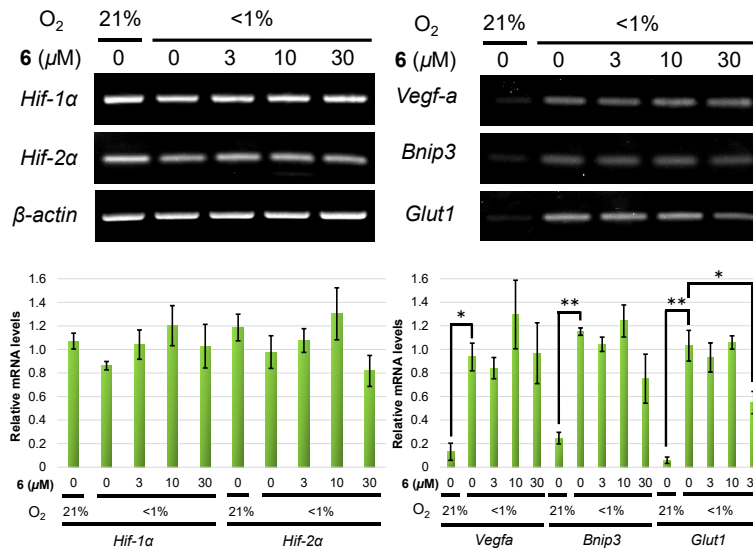 O2 21% <1%
6 (µM) 0 0 3 10 30
Hif-1α
Hif-2α
β-actin
O2 21% <1%
6 (µM) 0 0 3 10 30
Vegf-a
Bnip3
Glut1
Relative mRNA levels
1.6
1.4
1.2
1.0
0.8
0.6
0.4
0.2
0
6 (µM) 0 0 3 10 30 0 0 3 10 30
O2 21% <1% 21% <1%
Hif-1α Hif-2α
Relative mRNA levels
1.6
1.4
1.2
1.0
0.8
0.6
0.4
0.2
0
* ** ** *
6 (µM) 0 0 3 10 30 0 0 3 10 30 0 0 3 10
O2 21% <1% 21% <1% 21% <1%
Vegfa Bnip3 Glut1